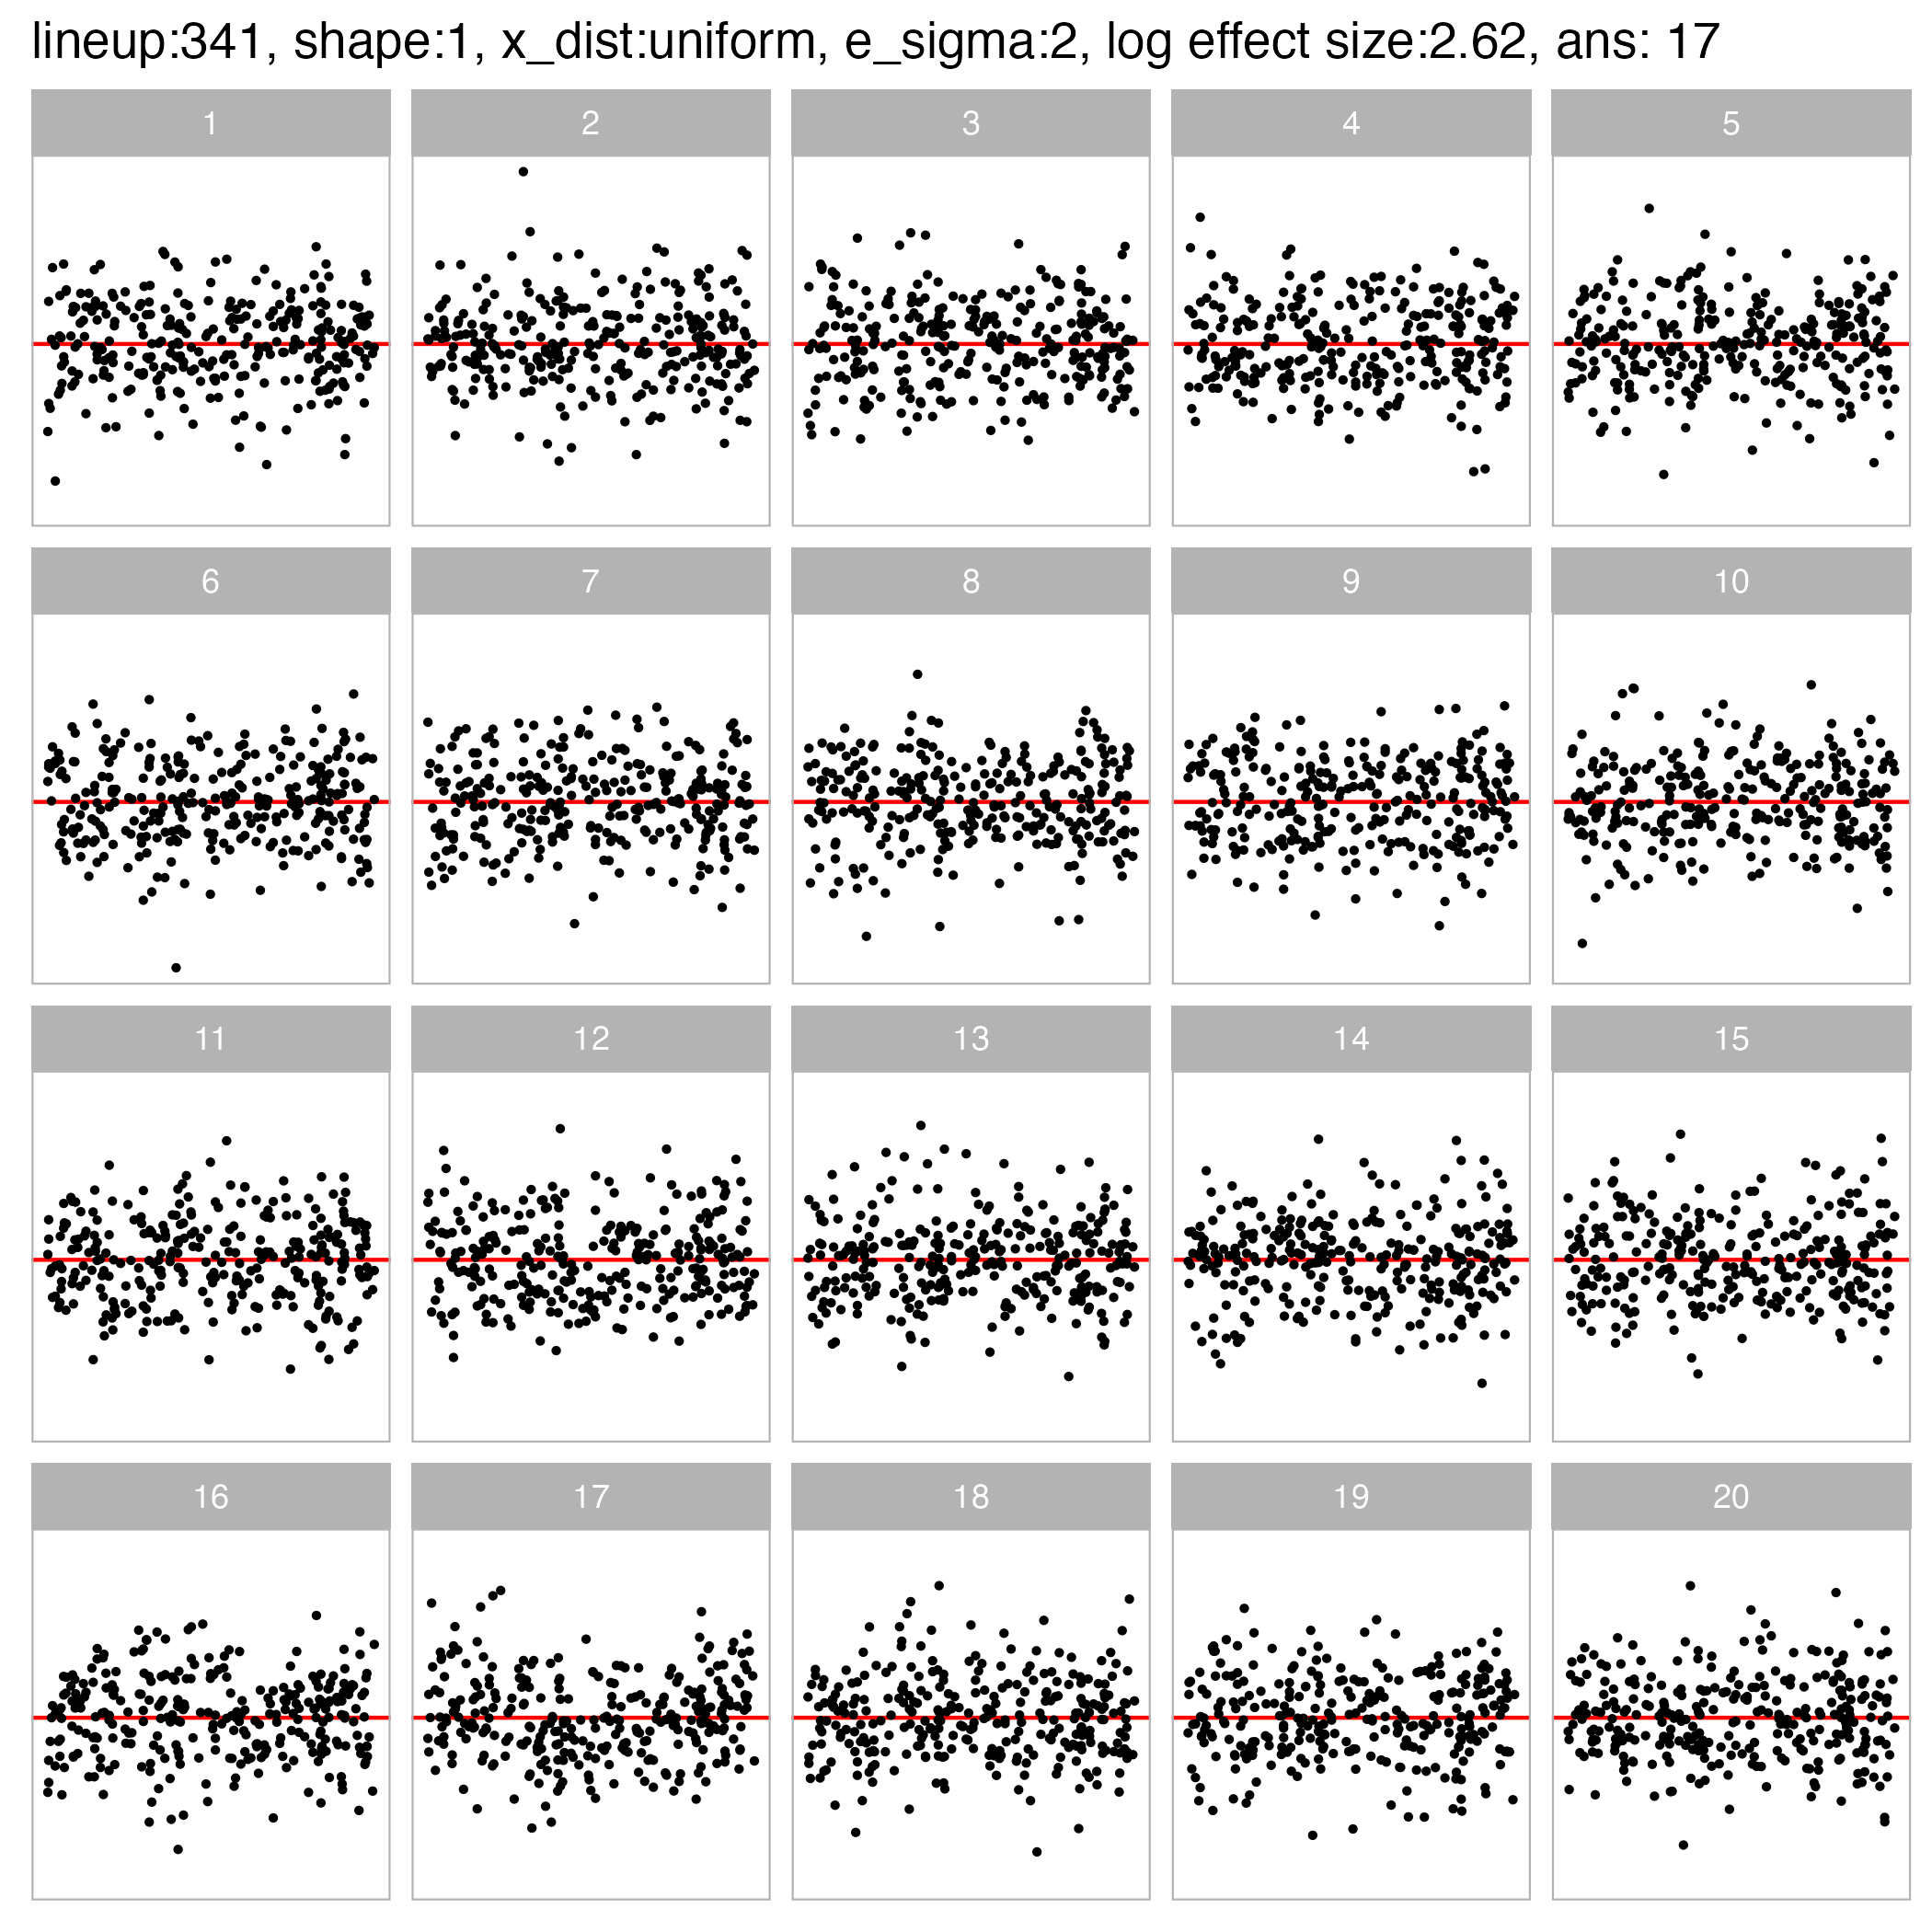 lineup:341, shape:1, x_dist:uniform, e_sigma:2, log effect size:2.62, ans: 17
1 2 3 4 5
6 7 8 9 10
11 12 13 14 15
16 17 18 19 20